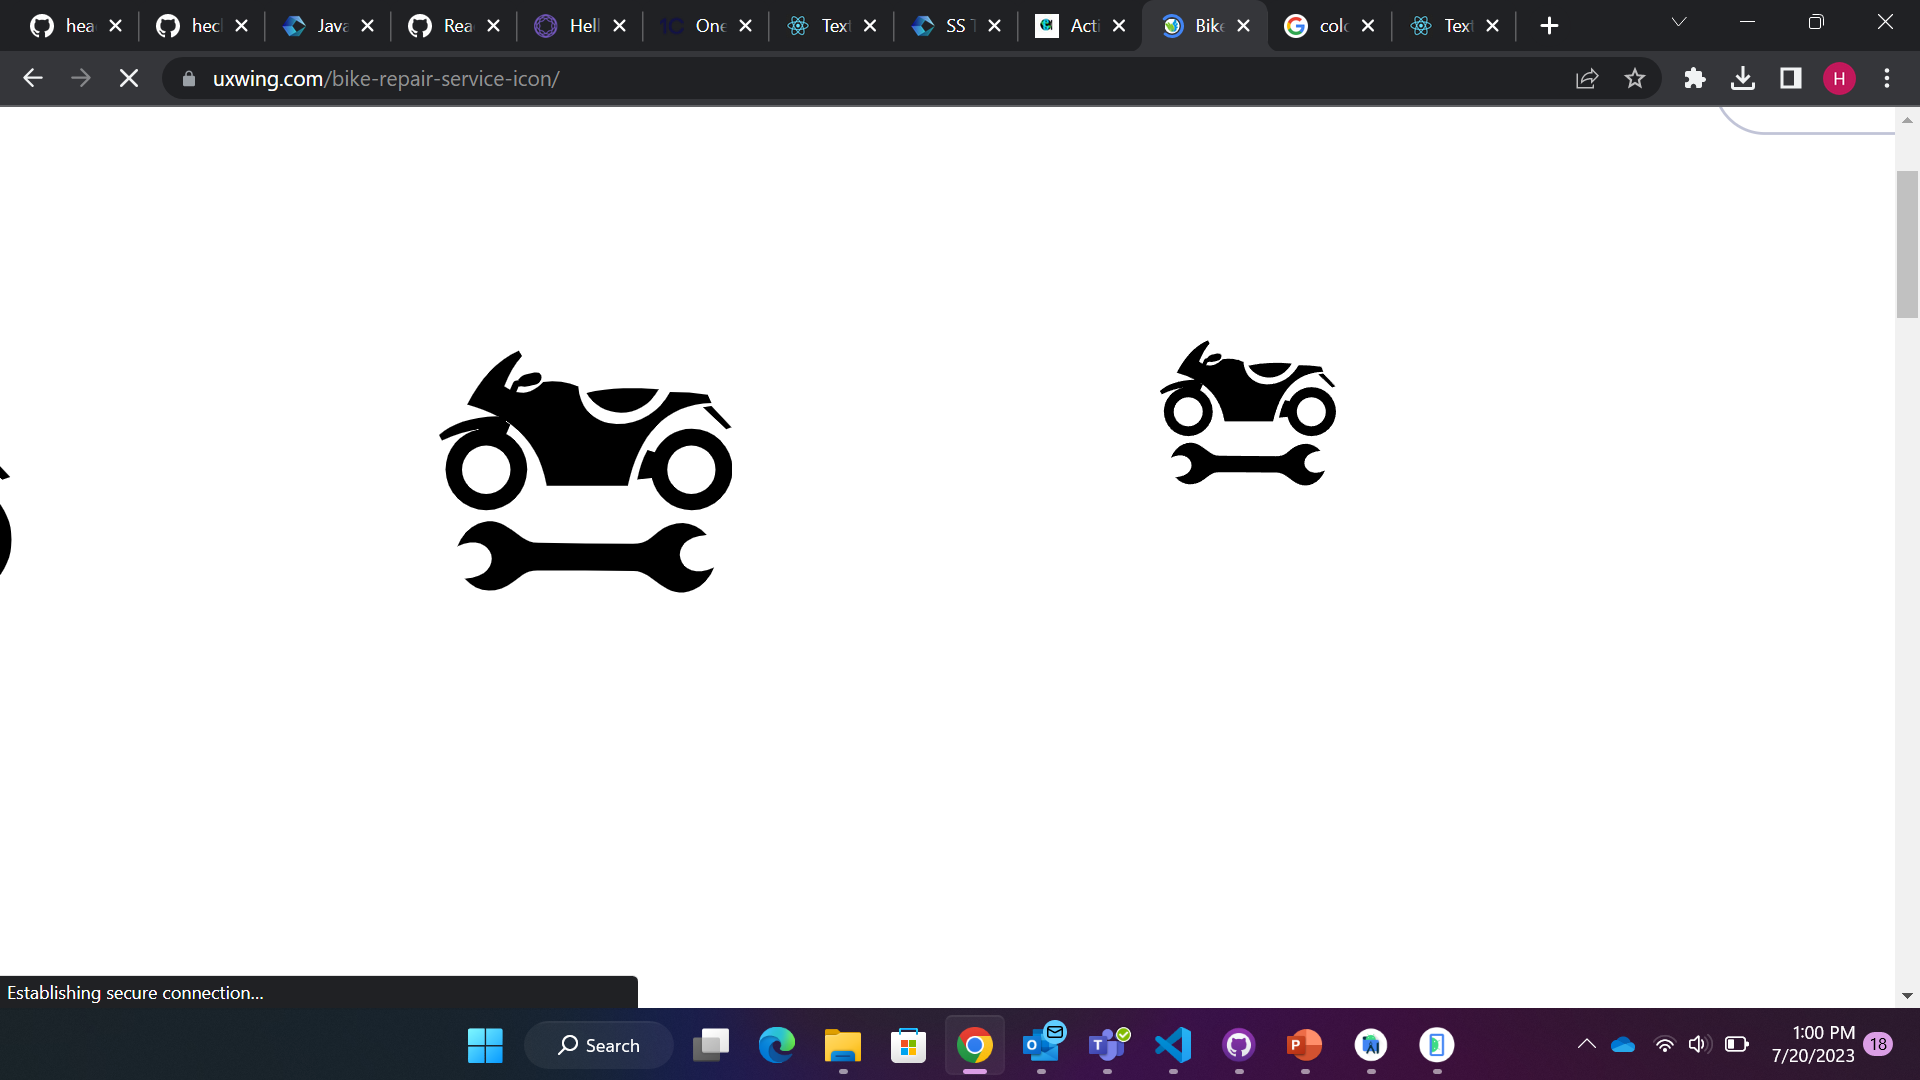 hea
hecl
Java
Rea
Hell
One
Text
SS T
Acti
Bike
colo
Text
uxwing.com/bike-repair-service-icon/
H
Establishing secure connection...
Search
1:00 PM
7/20/2023
18